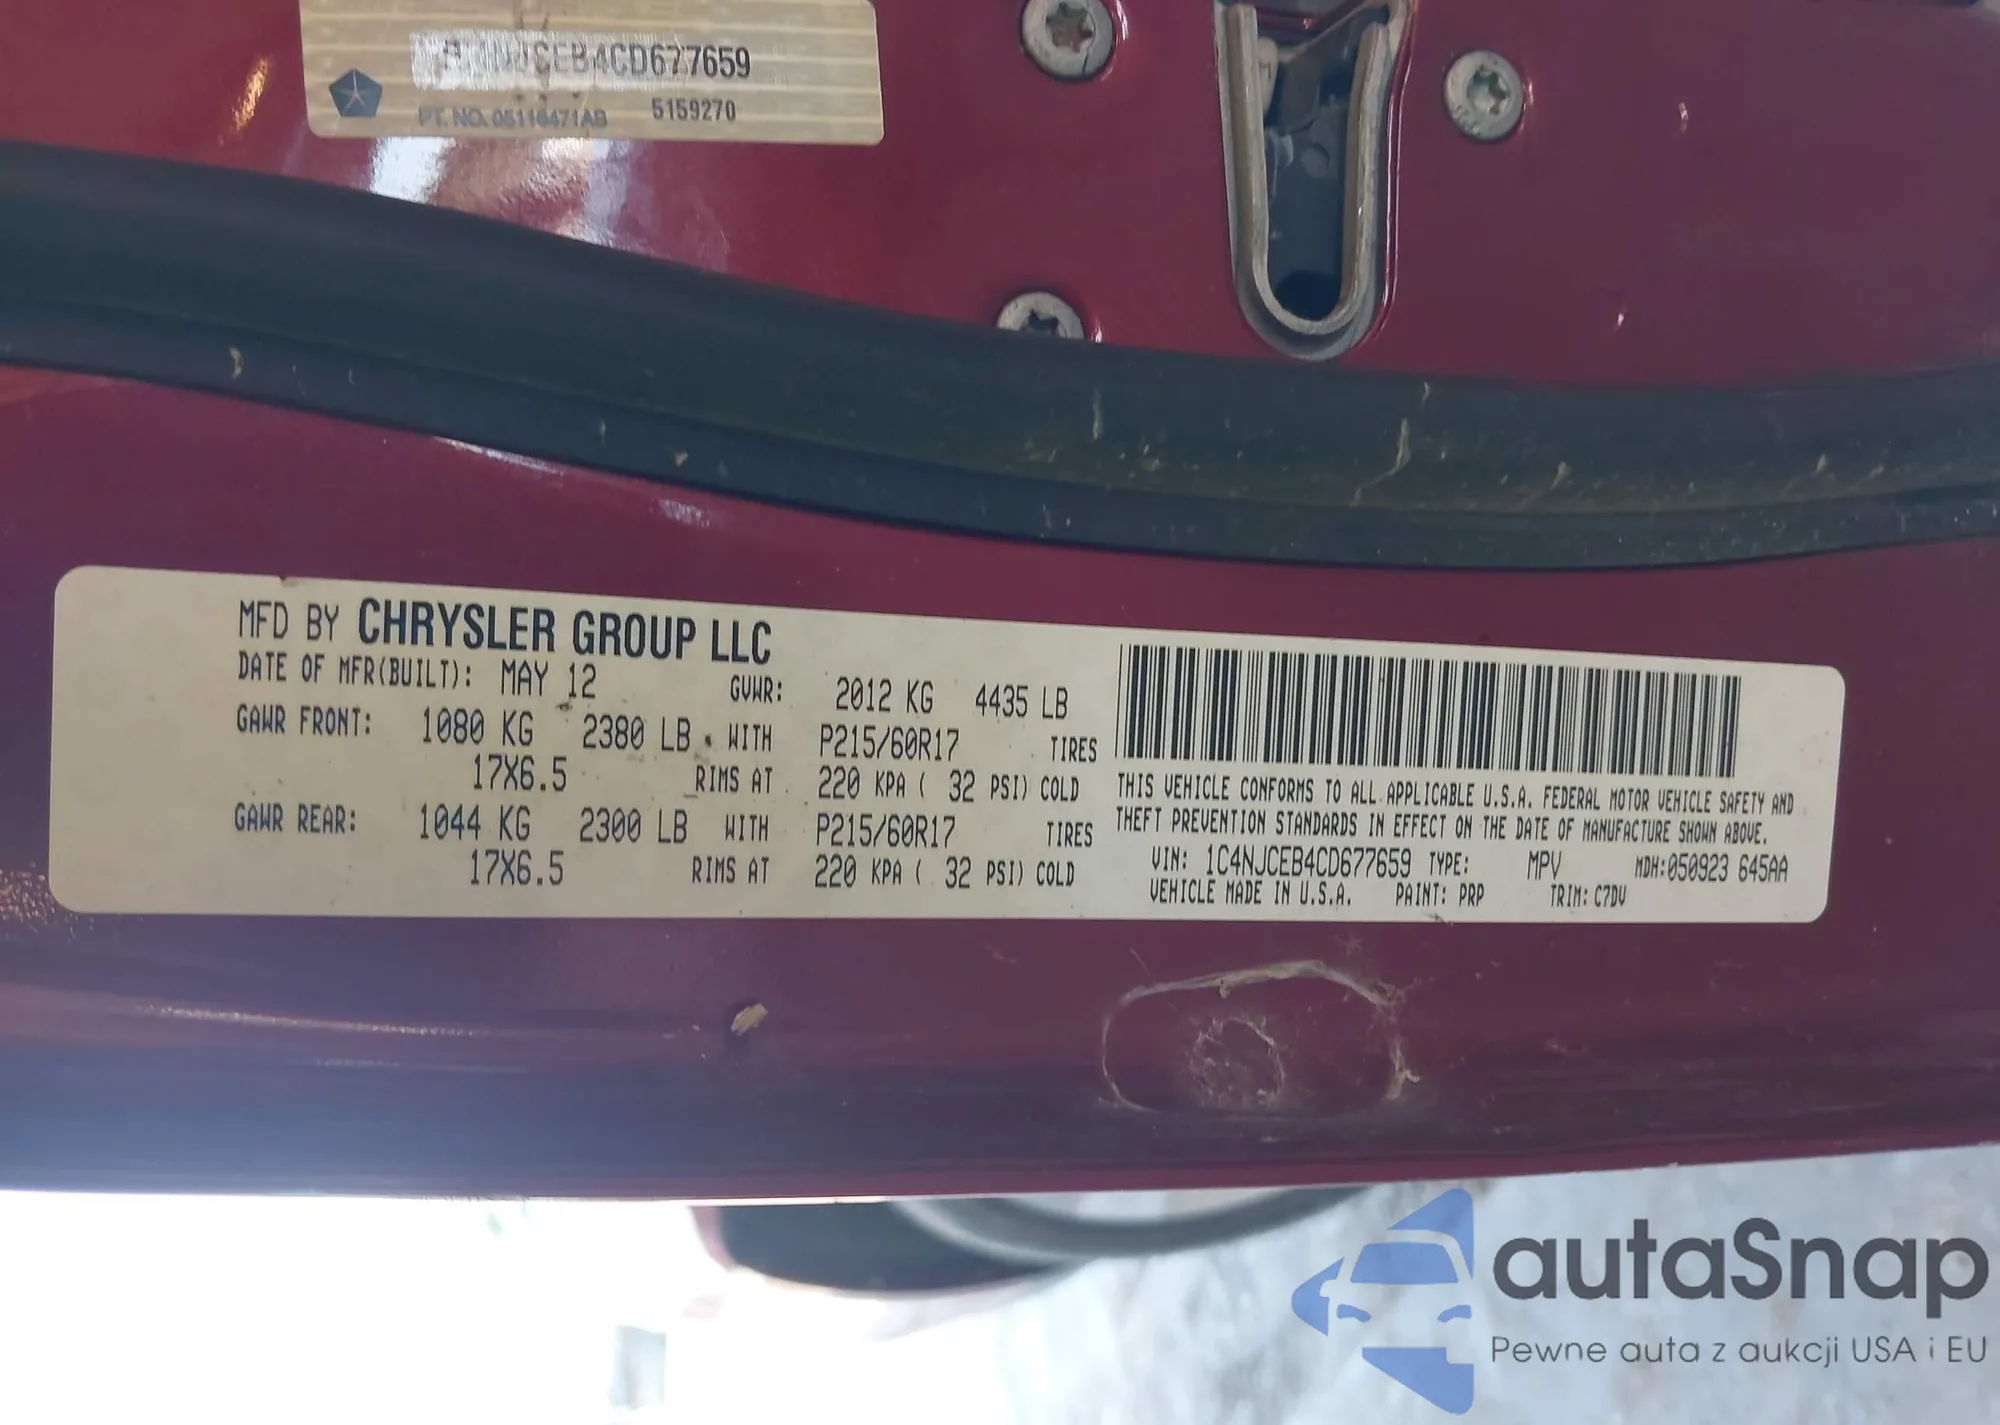 CEB4CD677659
PT. NO. 05116471AB 5159270
MFD BY CHRYSLER GROUP LLC
DATE OF MFR(BUILT): MAY 12 GVWR: 2012 KG 4435 LB
GAWR FRONT: 1080 KG 2380 LB WITH P215/60R17 TIRES
17X6.5 RIMS AT 220 KPA ( 32 PSI) COLD
GAWR REAR: 1044 KG 2300 LB WITH P215/60R17 TIRES
17X6.5 RIMS AT 220 KPA ( 32 PSI) COLD
THIS VEHICLE CONFORMS TO ALL APPLICABLE U.S.A. FEDERAL MOTOR VEHICLE SAFETY AND
THEFT PREVENTION STANDARDS IN EFFECT ON THE DATE OF MANUFACTURE SHOWN ABOVE.
VIN: 1C4NJCEB4CD677659 TYPE: MPV MDH:050923 645AA
VEHICLE MADE IN U.S.A. PAINT: PRP TRIM: C7DV
autaSnap
Pewne auta z aukcji USA i EU